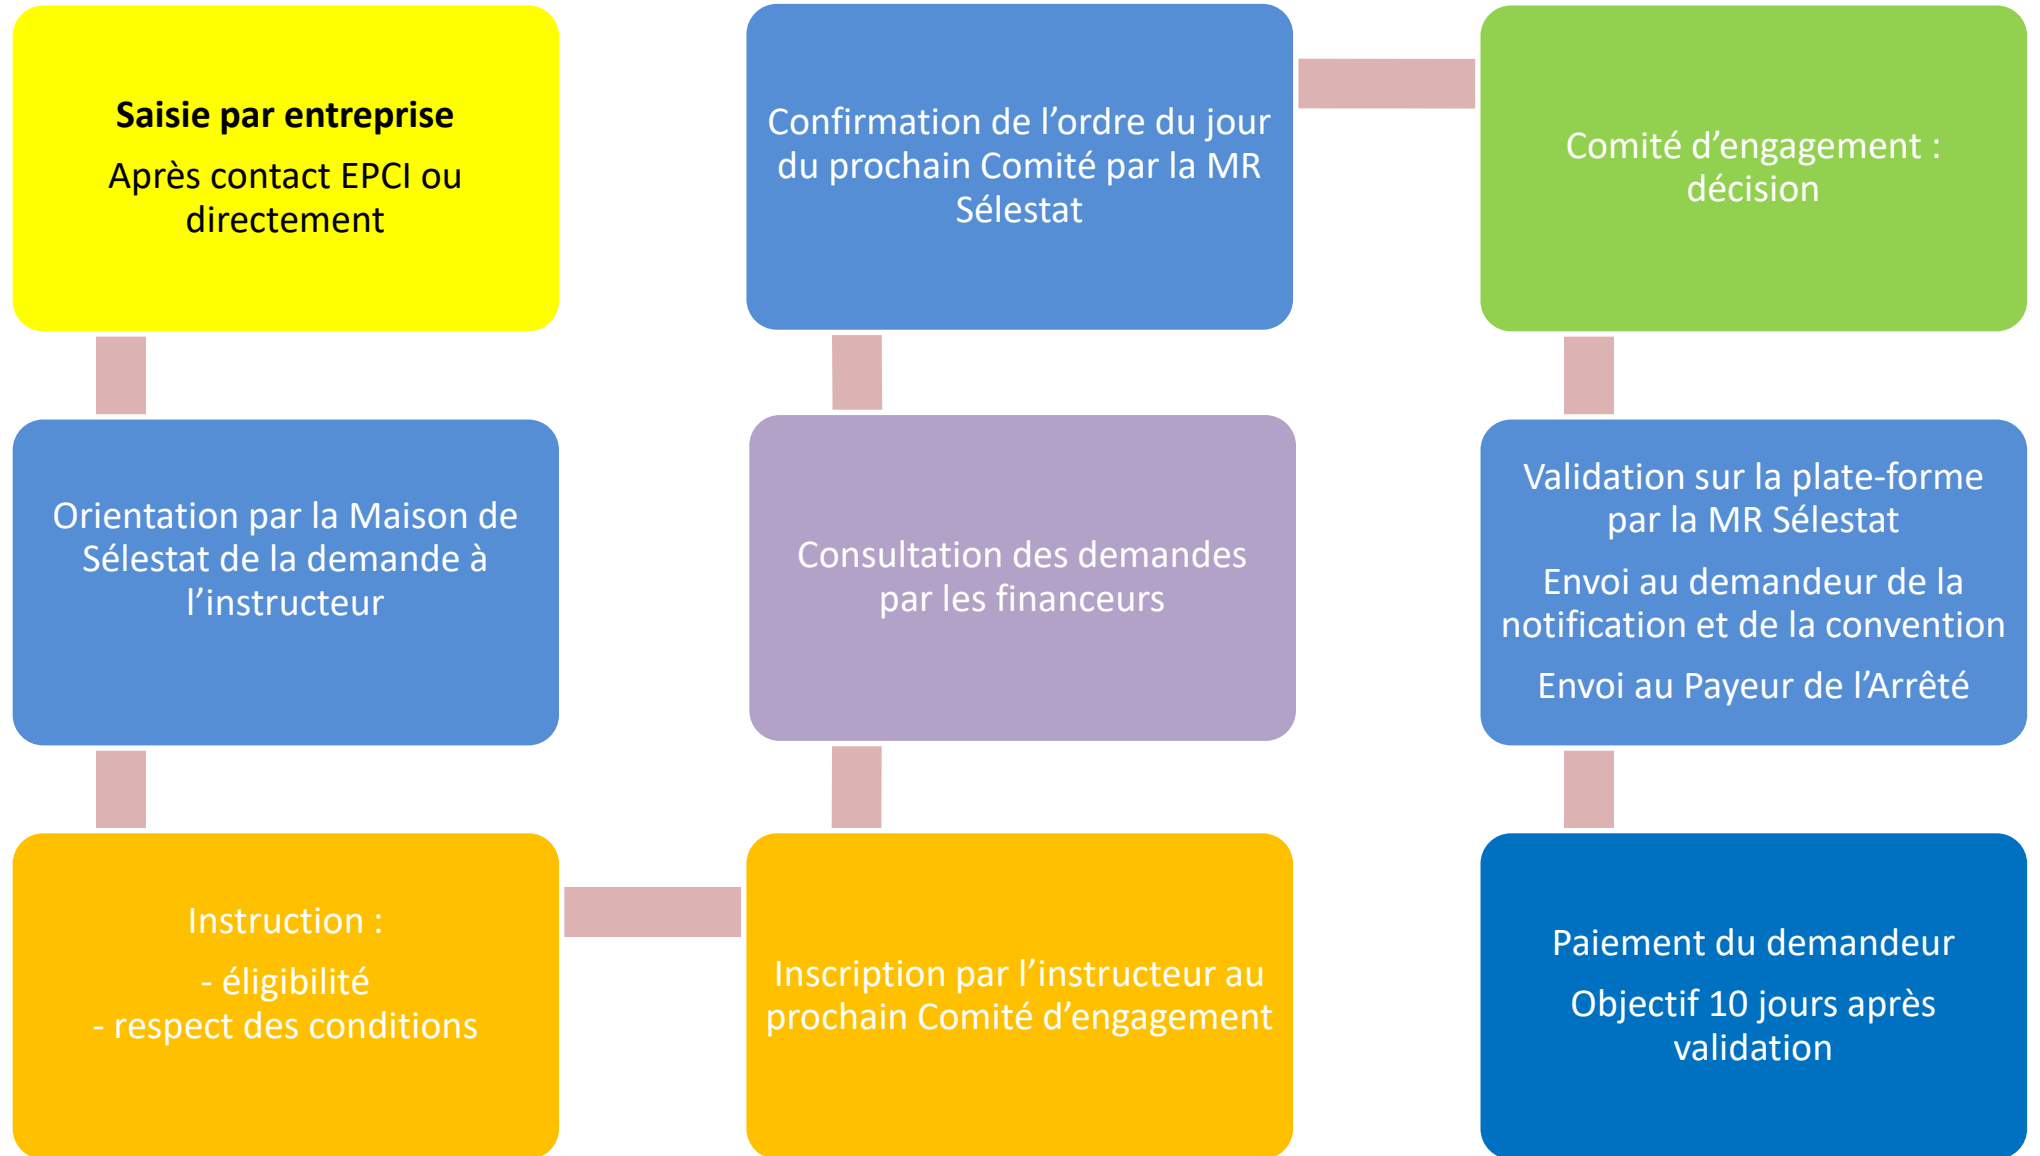 Saisie par entreprise
Après contact EPCI ou
directement
Orientation par la Maison de
Sélestat de la demande à
l’instructeur
Instruction :
- éligibilité
- respect des conditions
Inscription par l’instructeur au
prochain Comité d’engagement
Consultation des demandes
par les financeurs
Confirmation de l’ordre du jour
du prochain Comité par la MR
Sélestat
Comité d’engagement :
décision
Validation sur la plate-forme
par la MR Sélestat
Envoi au demandeur de la
notification et de la convention
Envoi au Payeur de l’Arrêté
Paiement du demandeur
Objectif 10 jours après
validation